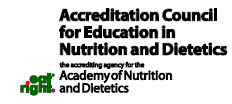 Accreditation Council
for Education in
Nutrition and Dietetics
the accrediting agency for the
eat Academy of Nutrition
right. and Dietetics